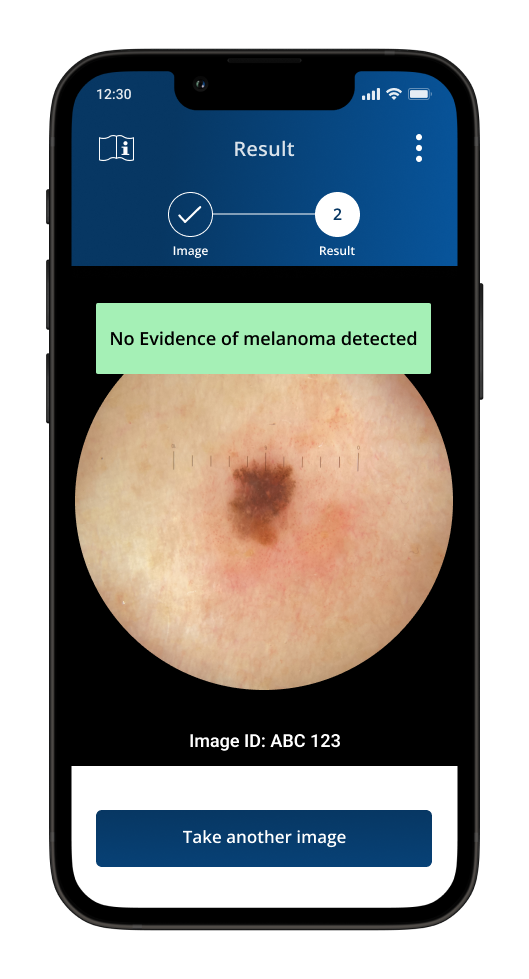 12:30
Result
2
Image
Result
No Evidence of melanoma detected
Image ID: ABC 123
Take another image